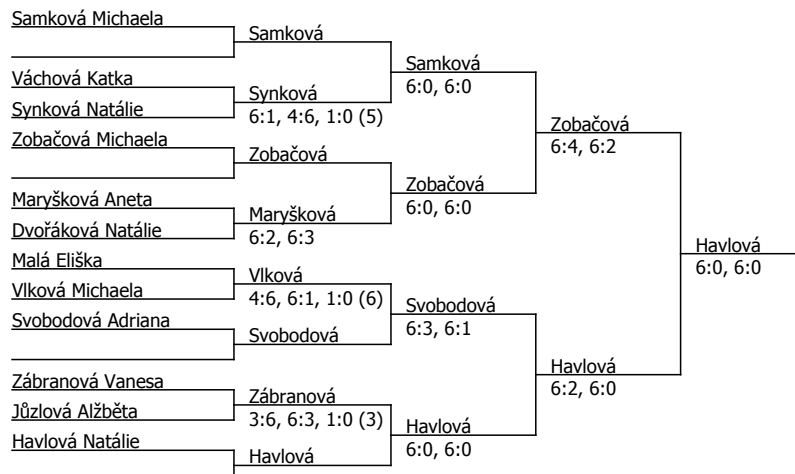 Samková Michaela
Samková
Samková
6:0, 6:0
Váchová Katka
Synková Natálie
Synková
6:1, 4:6, 1:0 (5)
Zobačová
6:4, 6:2
Zobačová Michaela
Zobačová
Zobačová
6:0, 6:0
Maryšková Aneta
Dvořáková Natálie
Maryšková
6:2, 6:3
Havlová
6:0, 6:0
Malá Eliška
Vlková Michaela
Vlková
4:6, 6:1, 1:0 (6)
Svobodová
6:3, 6:1
Svobodová Adriana
Svobodová
Havlová
6:2, 6:0
Zábranová Vanesa
Jůzlová Alžběta
Zábranová
3:6, 6:3, 1:0 (3)
Havlová
6:0, 6:0
Havlová Natálie
Havlová